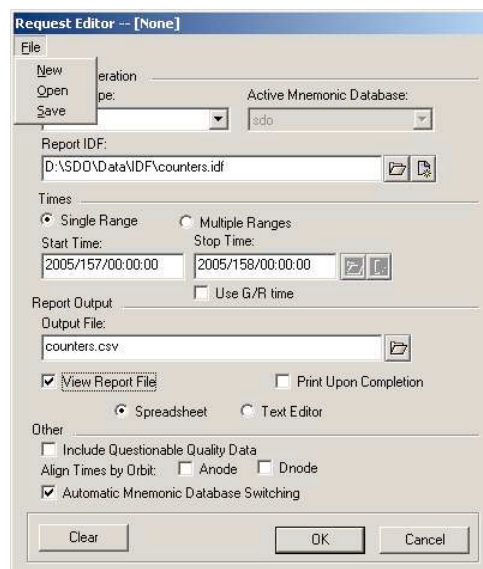 Request Editor -- [None]
File
New
Open
Save
eration
pe:
Active Mnemonic Database:
sdo
Report IDF:
D:\SDO\Data\IDF\counters.idf
Times
Single Range
Multiple Ranges
Start Time:
Stop Time:
2005/157/00:00:00
2005/158/00:00:00
Use G/R time
Report Output
Output File:
counters.csv
View Report File
Print Upon Completion
Spreadsheet
Text Editor
Other
Include Questionable Quality Data
Align Times by Orbit:
Anode
Dnode
Automatic Mnemonic Database Switching
Clear
OK
Cancel